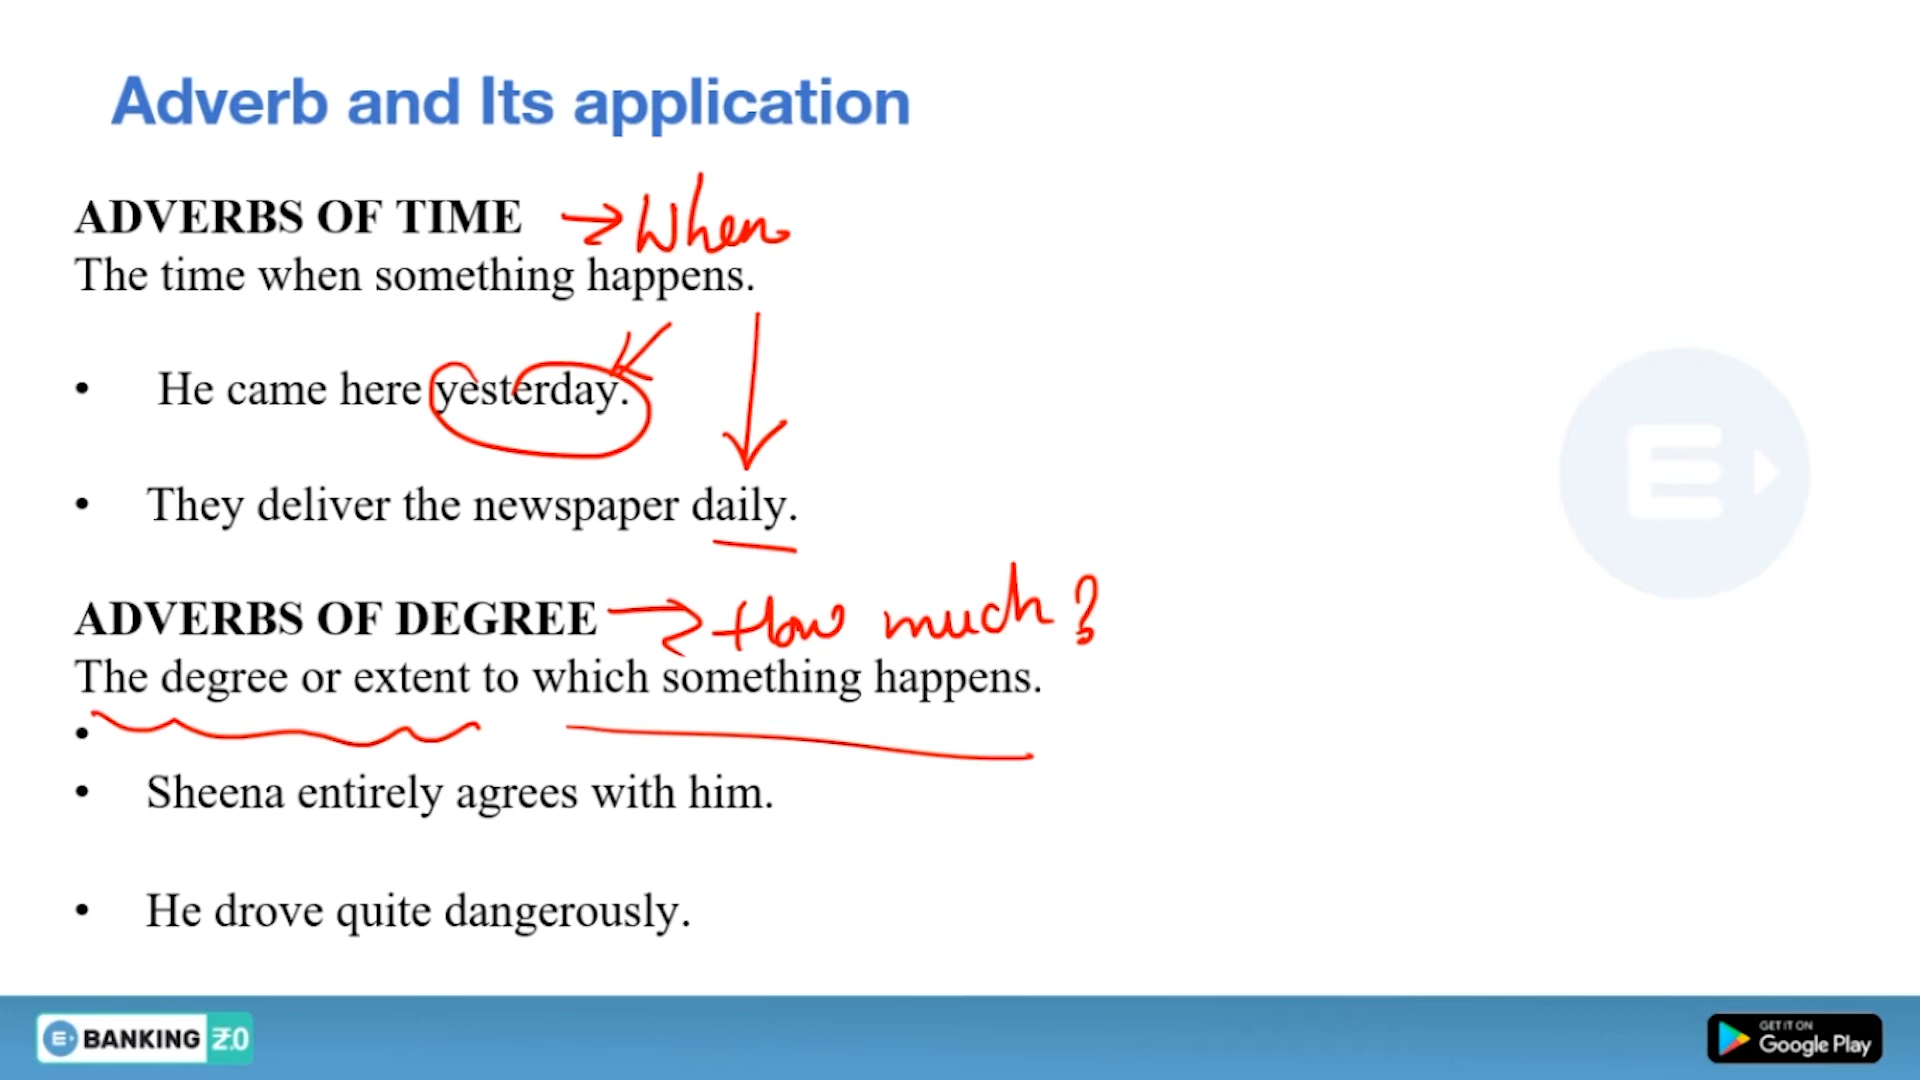 Adverb and Its application
ADVERBS OF TIME → When
The time when something happens.
• He came here yesterday.
• They deliver the newspaper daily.
ADVERBS OF DEGREE → How much?
The degree or extent to which something happens.
•
• Sheena entirely agrees with him.
• He drove quite dangerously.
E BANKING ₹2.0
GET IT ON
Google Play